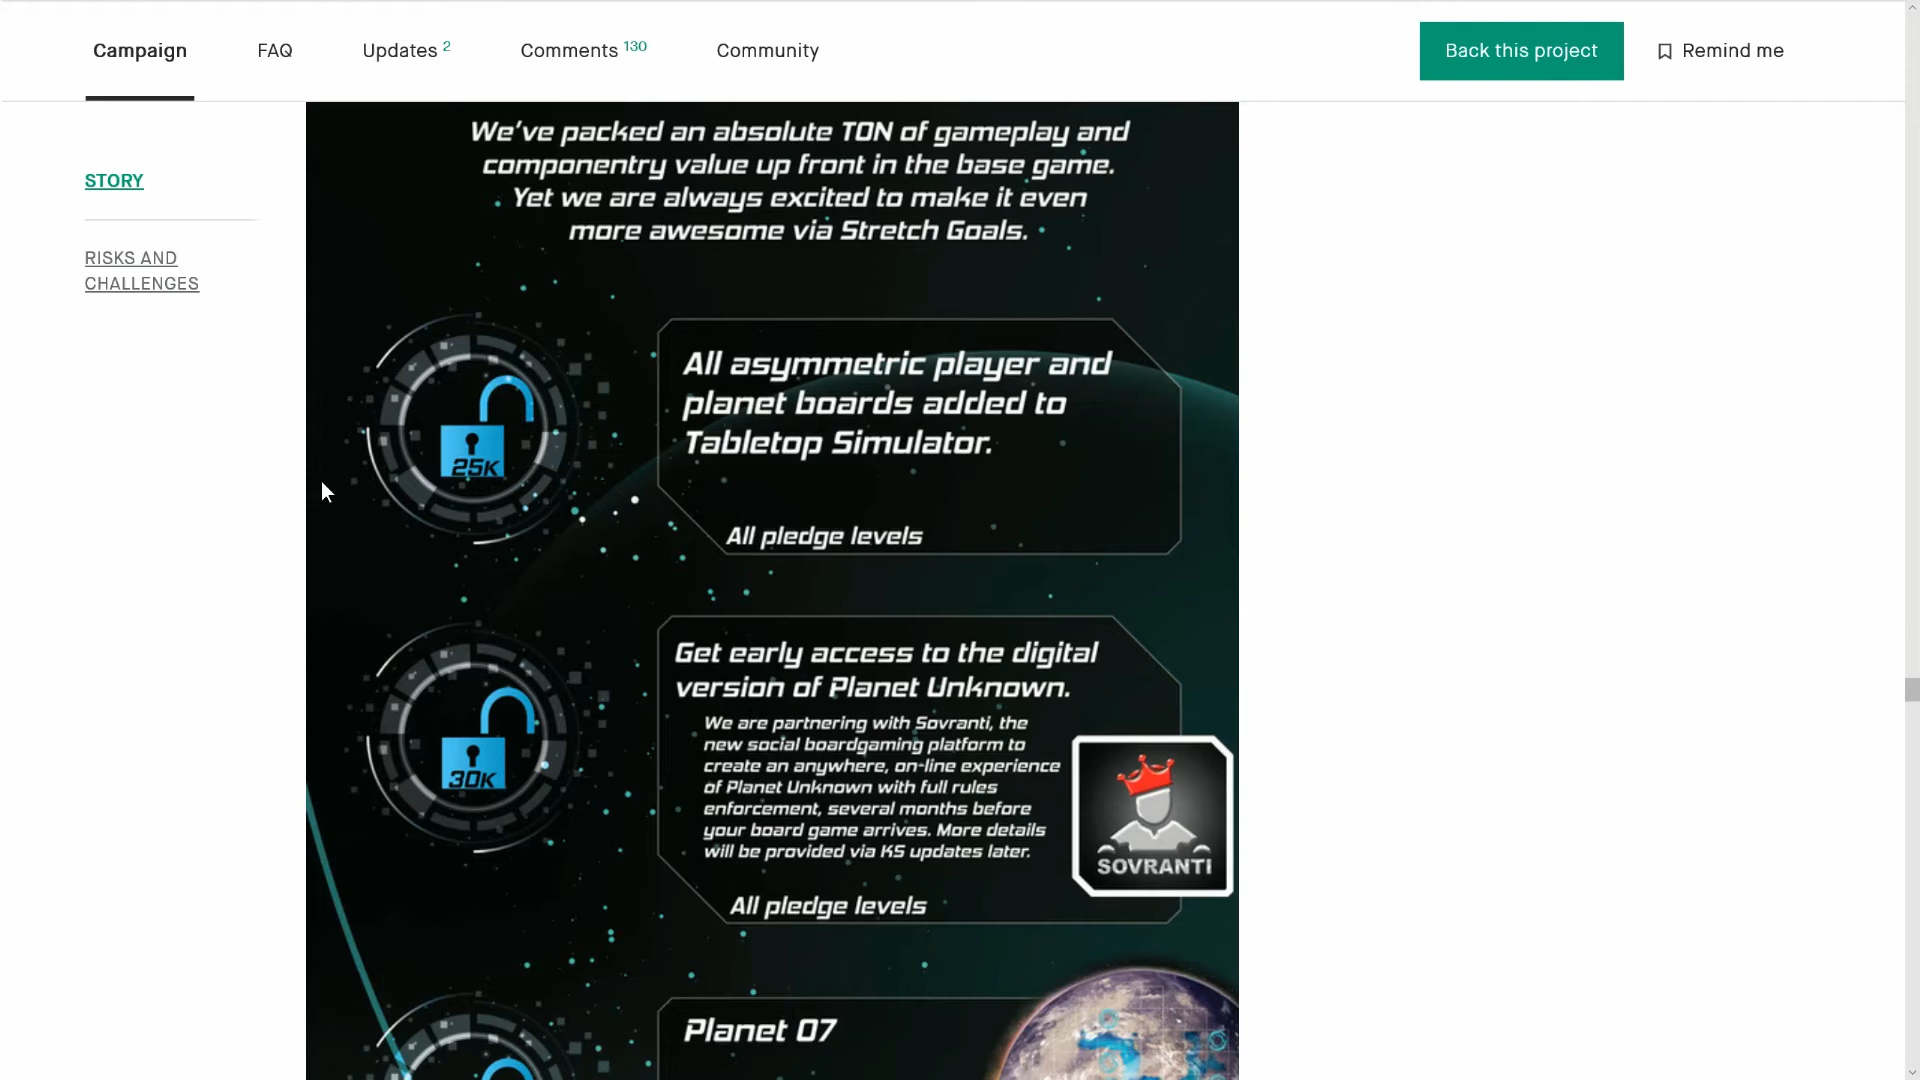 Campaign
FAQ
Updates 2
Comments 130
Community
Back this project
Remind me
STORY
RISKS AND
CHALLENGES
We've packed an absolute TON of gameplay and
componentry value up front in the base game.
Yet we are always excited to make it even
more awesome via Stretch Goals.
25K
All asymmetric player and
planet boards added to
Tabletop Simulator.
All pledge levels
30K
Get early access to the digital
version of Planet Unknown.
We are partnering with Sovranti, the
new social boardgaming platform to
create an anywhere, on-line experience
of Planet Unknown with full rules
enforcement, several months before
your board game arrives. More details
will be provided via KS updates later.
SOVRANTI
All pledge levels
Planet 07